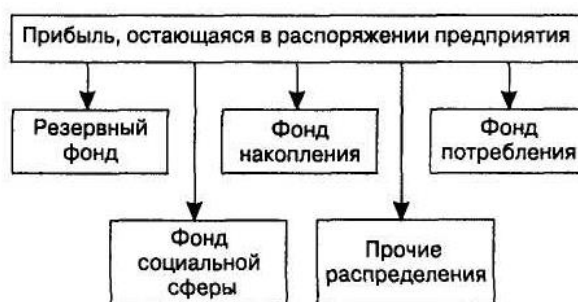 Прибыль, остающаяся в распоряжении предприятия
Резервный
фонд
Фонд
накопления
Фонд
потребления
Фонд
социальной
сферы
Прочие
распределения